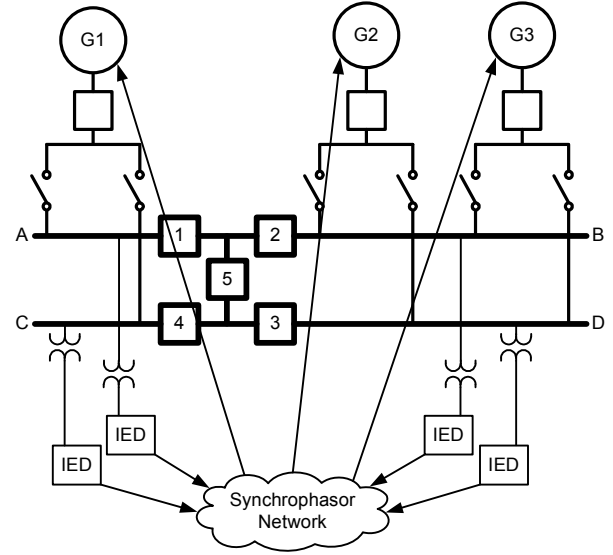 G1
G2
G3
A
1
2
B
5
C
4
3
D
IED
IED
IED
IED
Synchrophasor
Network